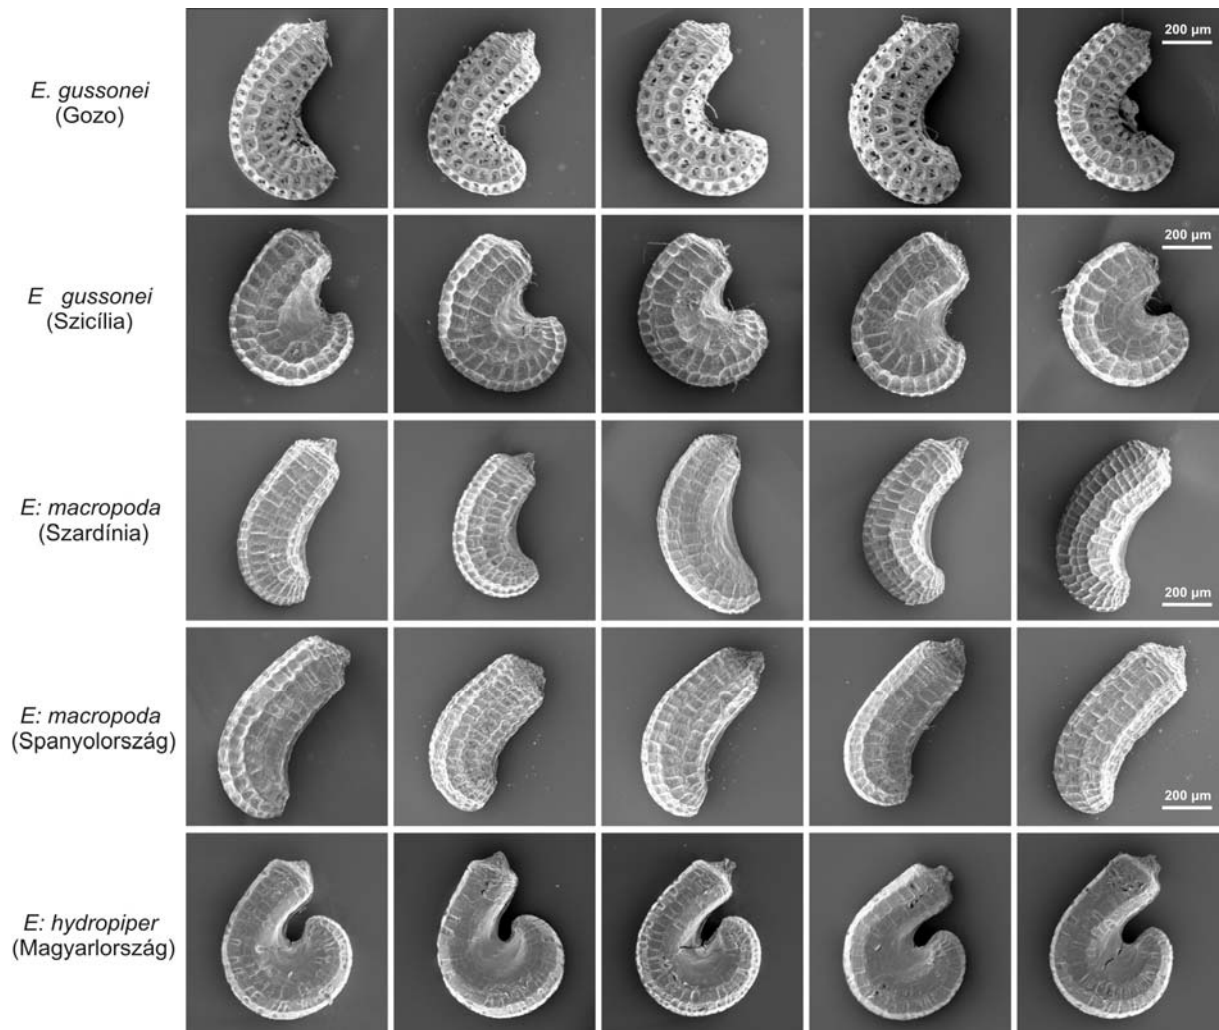 200 µm
E. gussonei
(Gozo)
200 µm
E gussonei
(Szicília)
E: macropoda
(Szardínia)
200 µm
E: macropoda
(Spanyolország)
200 µm
E: hydropiper
(Magyarlország)